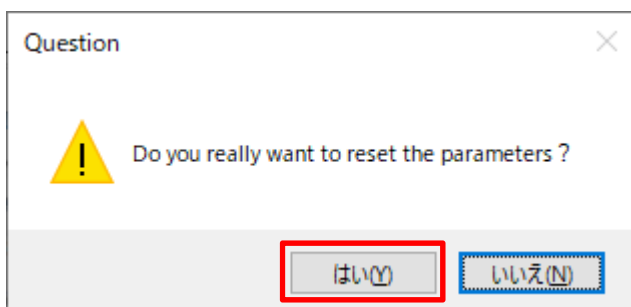 Question
Do you really want to reset the parameters ?
はい(Y)
いいえ(N)